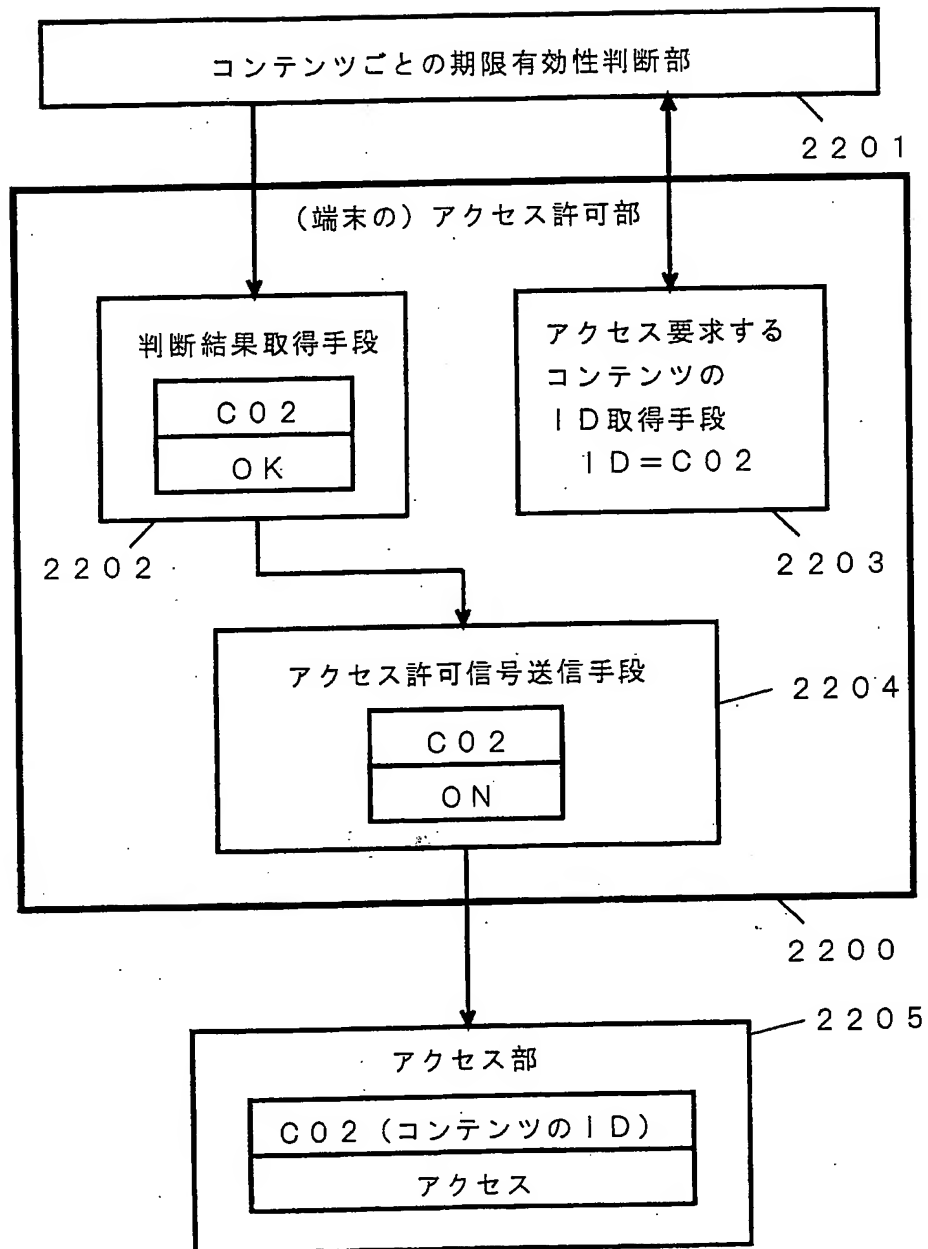 コンテンツごとの期限有効性判断部
2201
(端末の)アクセス許可部
判断結果取得手段
C02
OK
2202
アクセス要求する
コンテンツの
ID取得手段
ID=C02
2203
アクセス許可信号送信手段
C02
ON
2204
2200
2205
アクセス部
C02(コンテンツのID)
アクセス